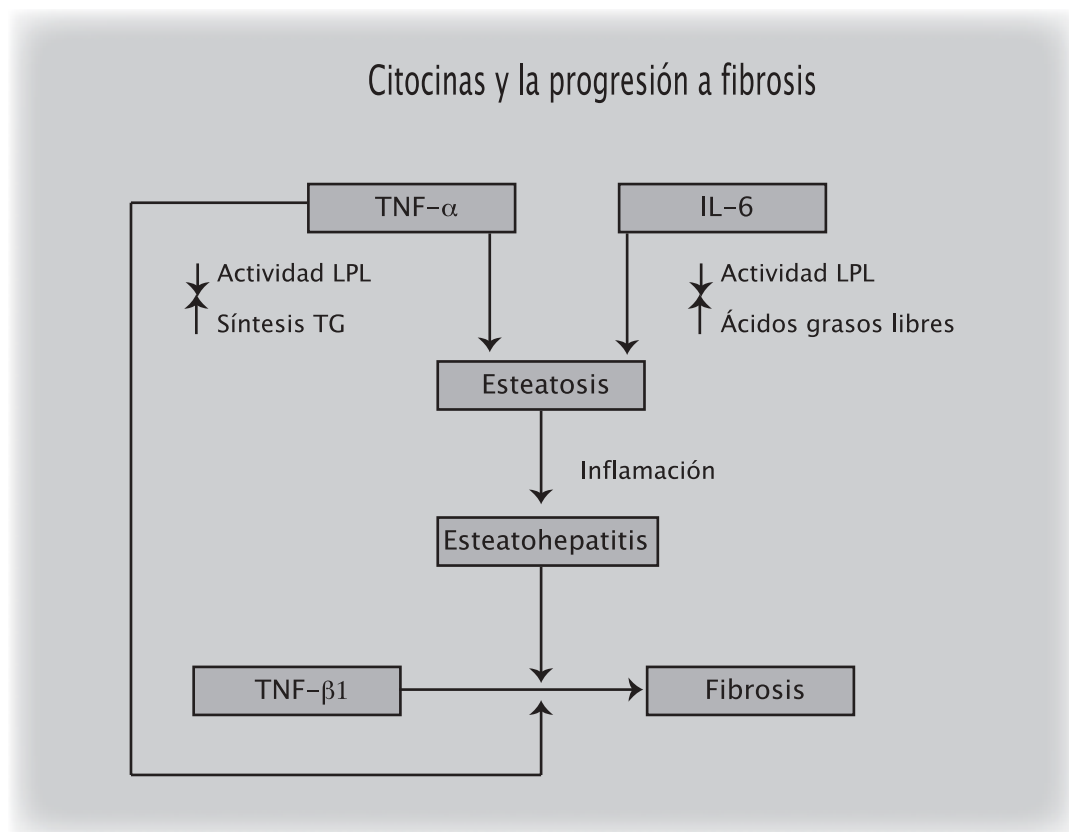 Citocinas y la progresión a fibrosis
TNF-α
IL-6
↓ Actividad LPL
↑ Síntesis TG
↓ Actividad LPL
↑ Ácidos grasos libres
Esteatosis
Inflamación
Esteatohepatitis
TNF-β1
Fibrosis